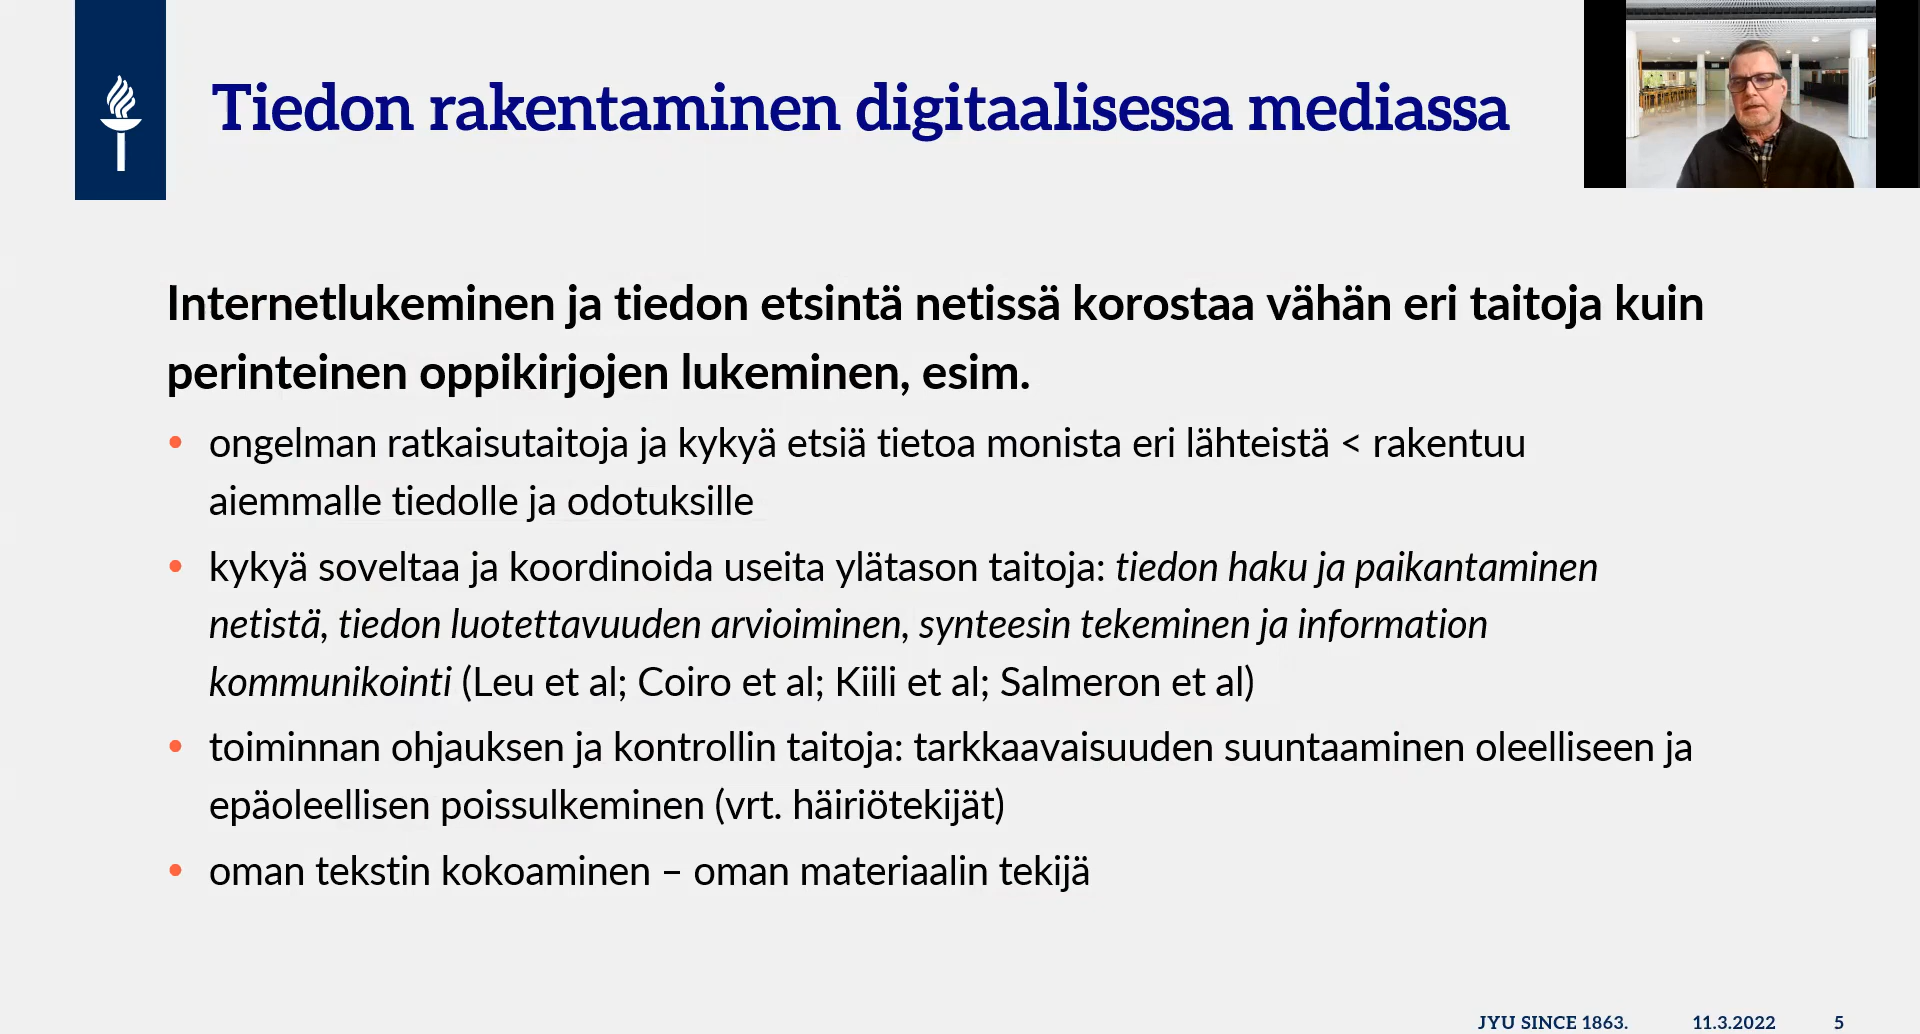 Tiedon rakentaminen digitaalisessa mediassa
Internetlukeminen ja tiedon etsintä netissä korostaa vähän eri taitoja kuin
perinteinen oppikirjojen lukeminen, esim.
• ongelman ratkaisutaitoja ja kykyä etsiä tietoa monista eri lähteistä < rakentuu
aiemmalle tiedolle ja odotuksille
• kykyä soveltaa ja koordinoida useita ylätason taitoja: tiedon haku ja paikantaminen
netistä, tiedon luotettavuuden arvioiminen, synteesin tekeminen ja information
kommunikointi (Leu et al; Coiro et al; Kiili et al; Salmeron et al)
• toiminnan ohjauksen ja kontrollin taitoja: tarkkaavaisuuden suuntaaminen oleelliseen ja
epäoleellisen poissulkeminen (vrt. häiriötekijät)
• oman tekstin kokoaminen – oman materiaalin tekijä
JYU SINCE 1863. 11.3.2022 5